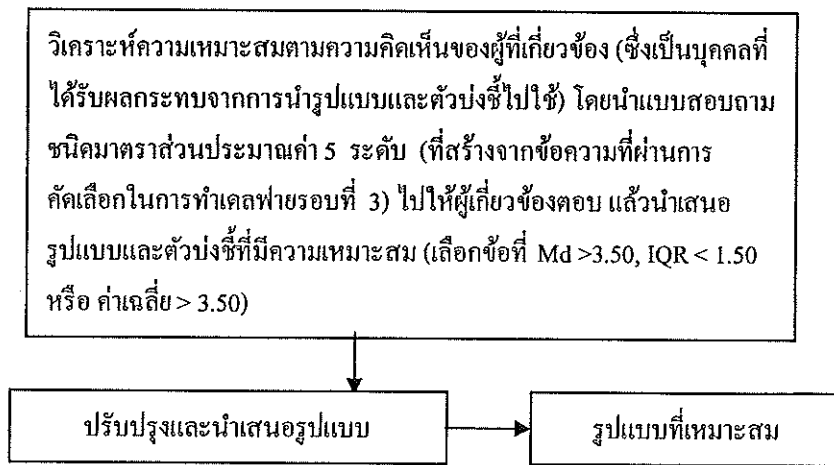 วิเคราะห์ความเหมาะสมตามความคิดเห็นของผู้ที่เกี่ยวข้อง (ซึ่งเป็นบุคคลที่
ได้รับผลกระทบจากการนำรูปแบบและตัวบ่งชี้ไปใช้) โดยนำแบบสอบถาม
ชนิดมาตราส่วนประมาณค่า 5 ระดับ (ที่สร้างจากข้อความที่ผ่านการ
คัดเลือกในการทำเดลฟายรอบที่ 3) ไปให้ผู้เกี่ยวข้องตอบ แล้วนำเสนอ
รูปแบบและตัวบ่งชี้ที่มีความเหมาะสม (เลือกข้อที่ Md >3.50, IQR < 1.50
หรือ ค่าเฉลี่ย > 3.50)
ปรับปรุงและนำเสนอรูปแบบ
รูปแบบที่เหมาะสม